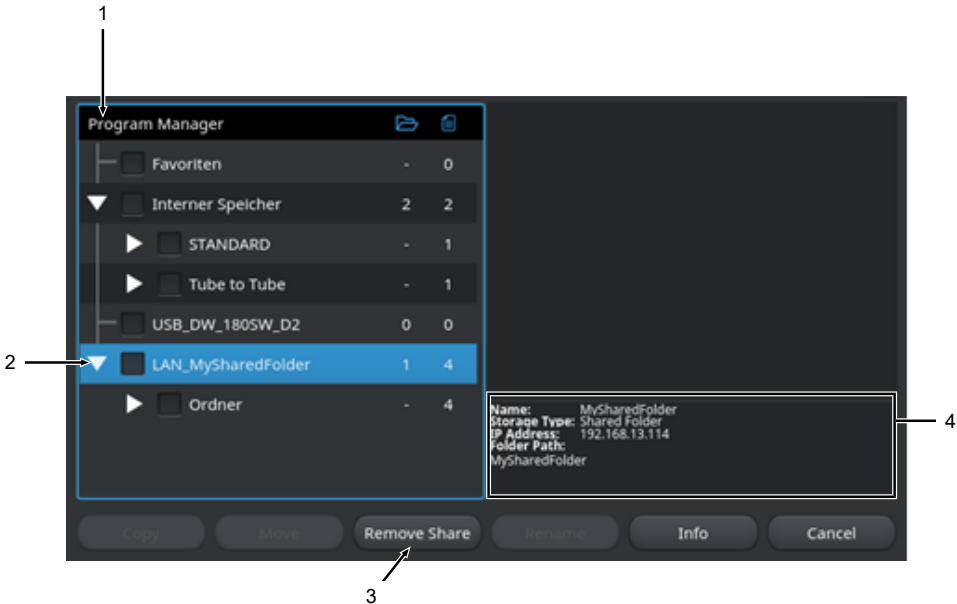 1
Program Manager
Favoriten - 0
Interner Speicher 2 2
STANDARD - 1
Tube to Tube - 1
USB_DW_180SW_D2 0 0
2
LAN_MySharedFolder 1 4
Ordner - 4
Name: MySharedFolder
Storage Type: Shared Folder
IP Address: 192.168.13.114
Folder Path:
MySharedFolder
4
Copy Move Remove Share Rename Info Cancel
3